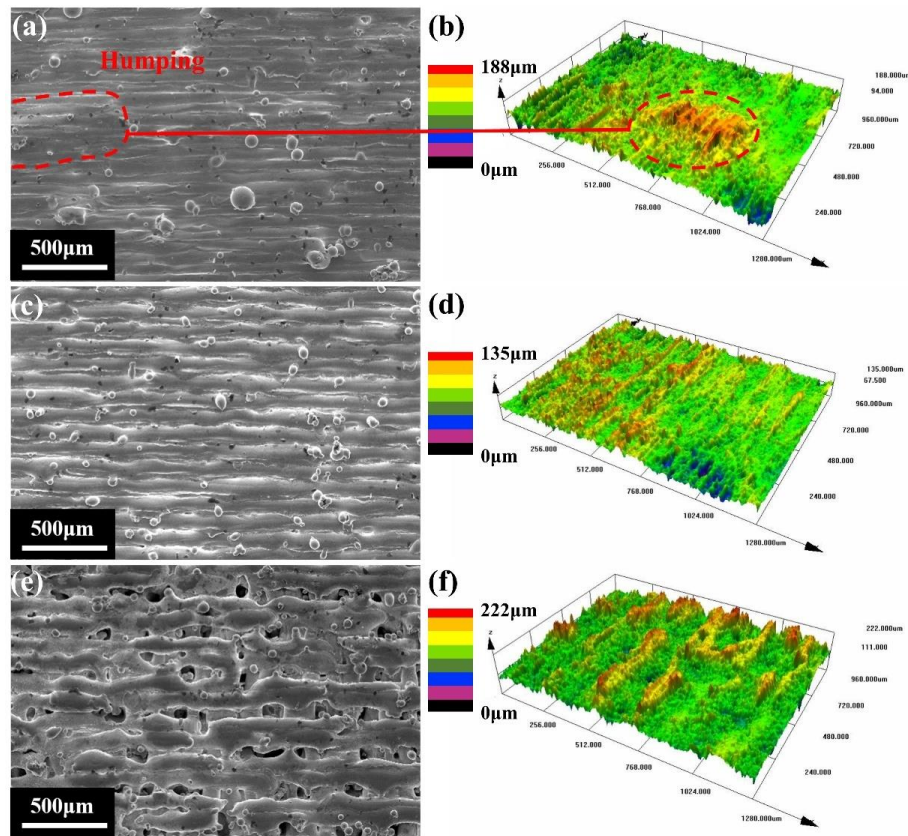 (a)
Humping
500μm
(b)
188μm
0μm
z
188.000um
94.000
960.000um
720.000
480.000
240.000
256.000
512.000
768.000
1024.000
1280.000um
(c)
500μm
(d)
135μm
0μm
z
135.000um
67.500
960.000um
720.000
480.000
240.000
256.000
512.000
768.000
1024.000
1280.000um
(e)
500μm
(f)
222μm
0μm
z
222.000um
111.000
960.000um
720.000
480.000
240.000
256.000
512.000
768.000
1024.000
1280.000um